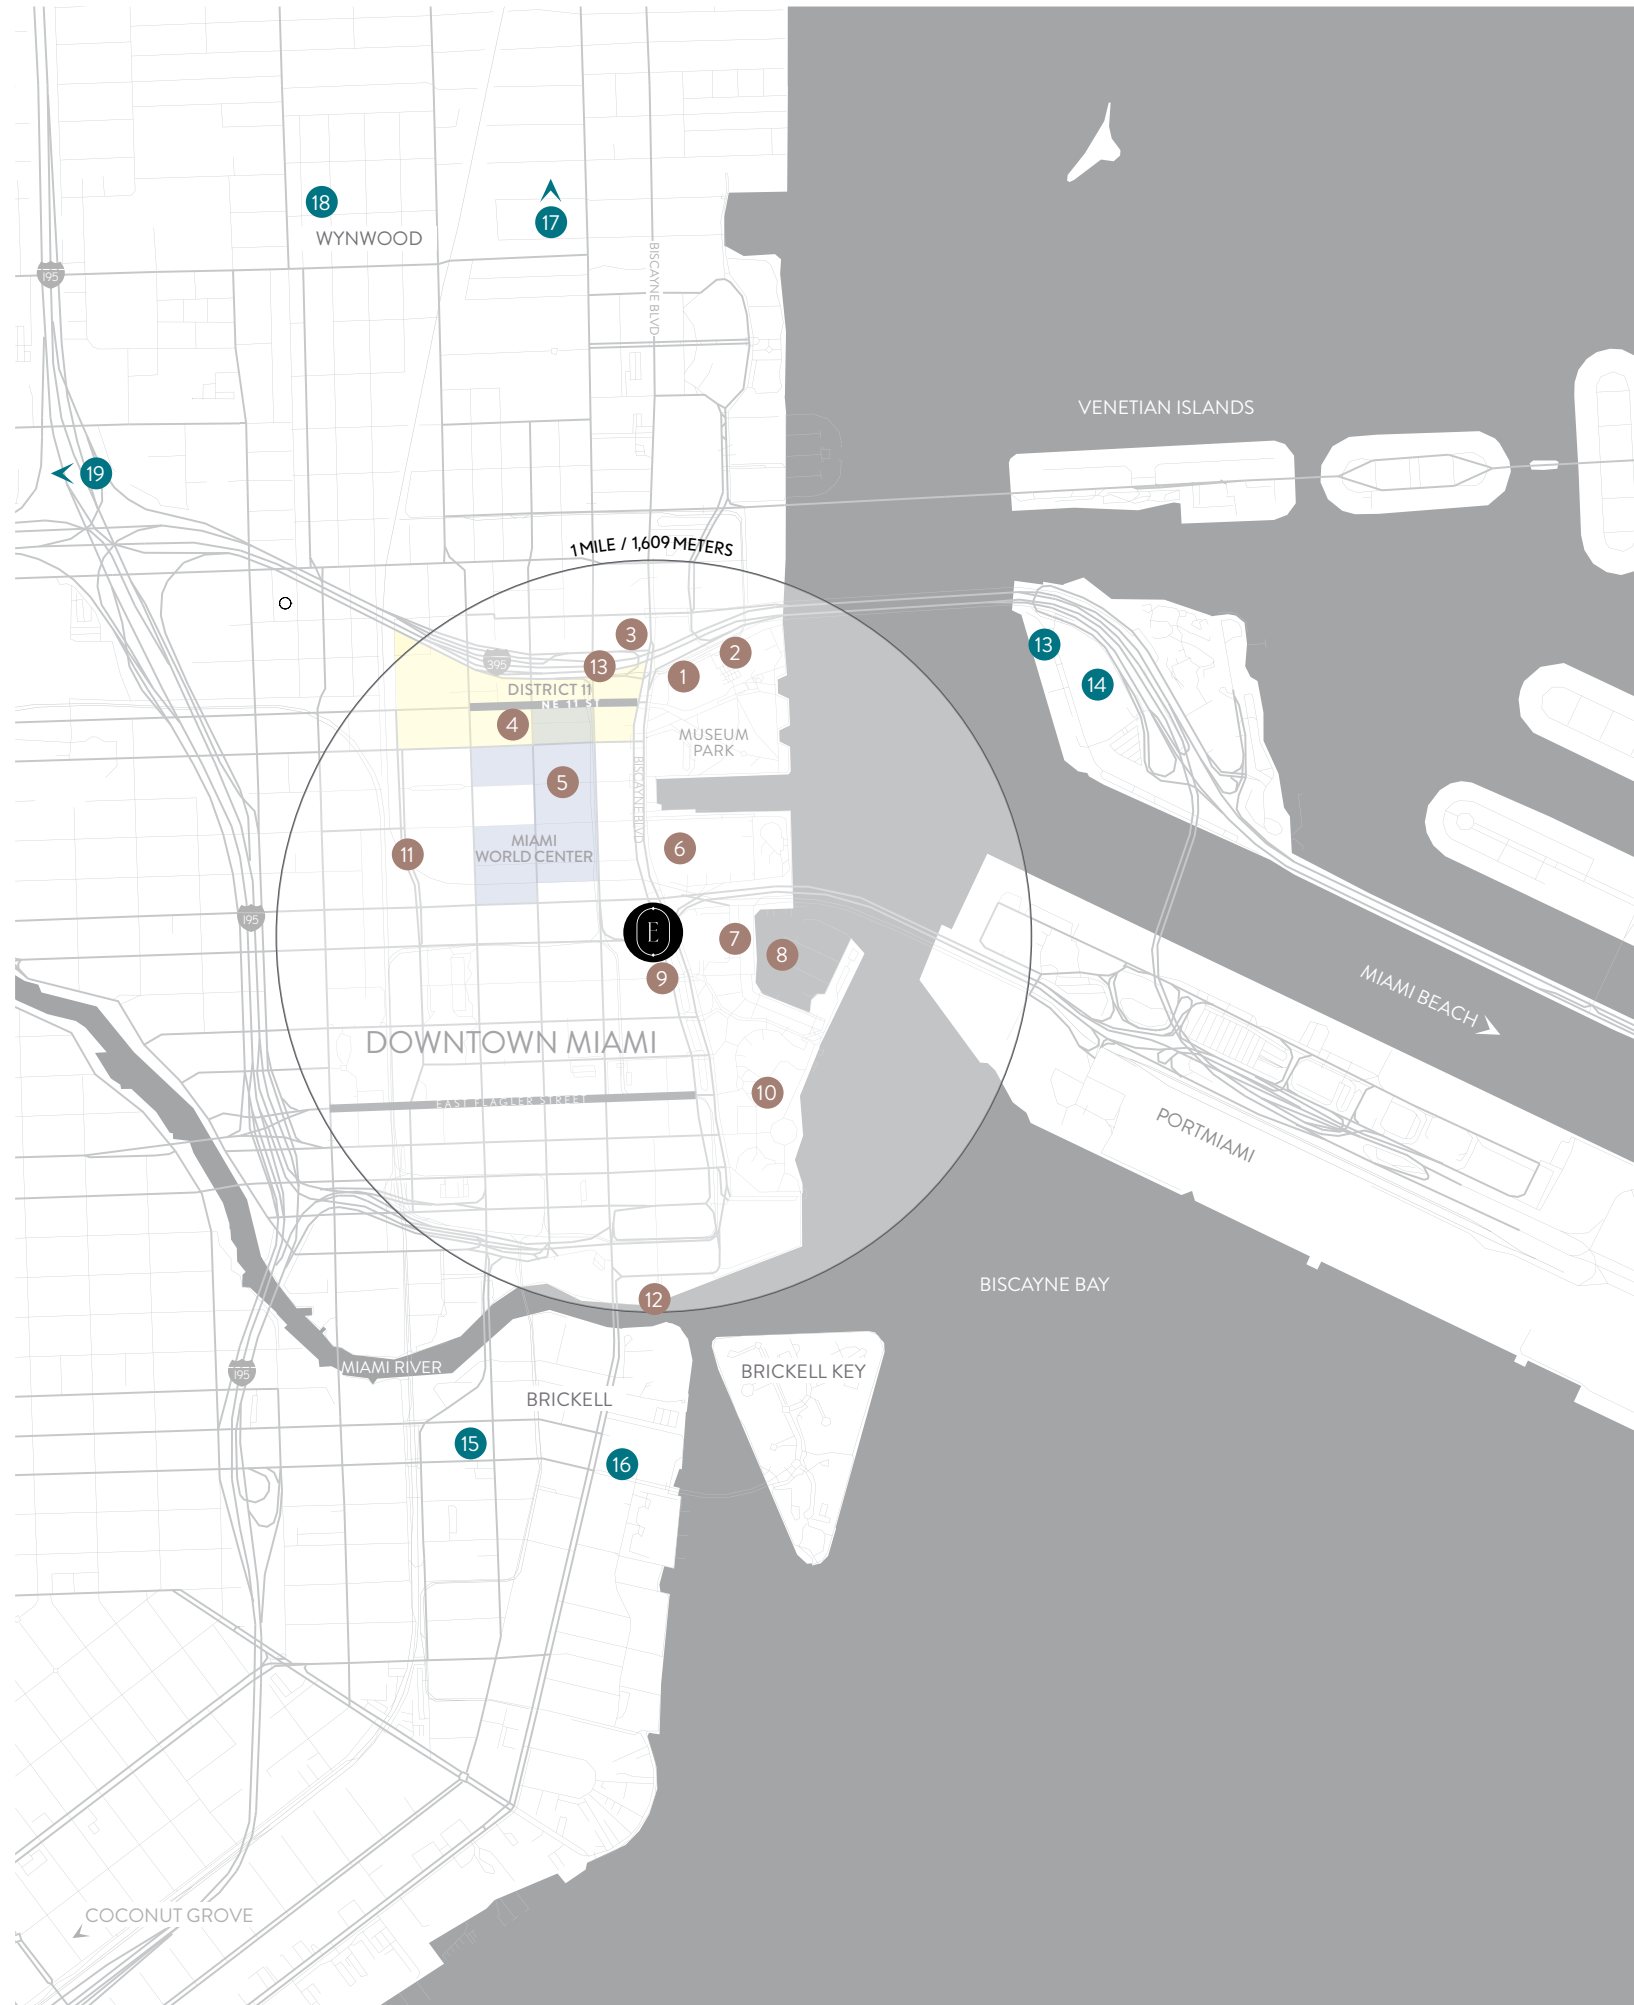 18
17
WYNWOOD
195
BISCAYNE BLVD
VENETIAN ISLANDS
19
1 MILE / 1,609 METERS
3
13
2
1
395
DISTRICT 11
NE 11 ST
4
13
14
MUSEUM
PARK
5
BISCAYNE BLVD
MIAMI
WORLD CENTER
6
11
195
E
7
8
9
MIAMI BEACH
DOWNTOWN MIAMI
10
EAST FLAGLER STREET
PORTMIAMI
BISCAYNE BAY
12
MIAMI RIVER
195
BRICKELL KEY
BRICKELL
15
16
COCONUT GROVE